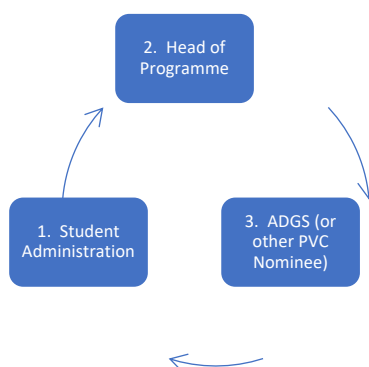 2. Head of
Programme
1. Student
Administration
3. ADGS (or
other PVC
Nominee)